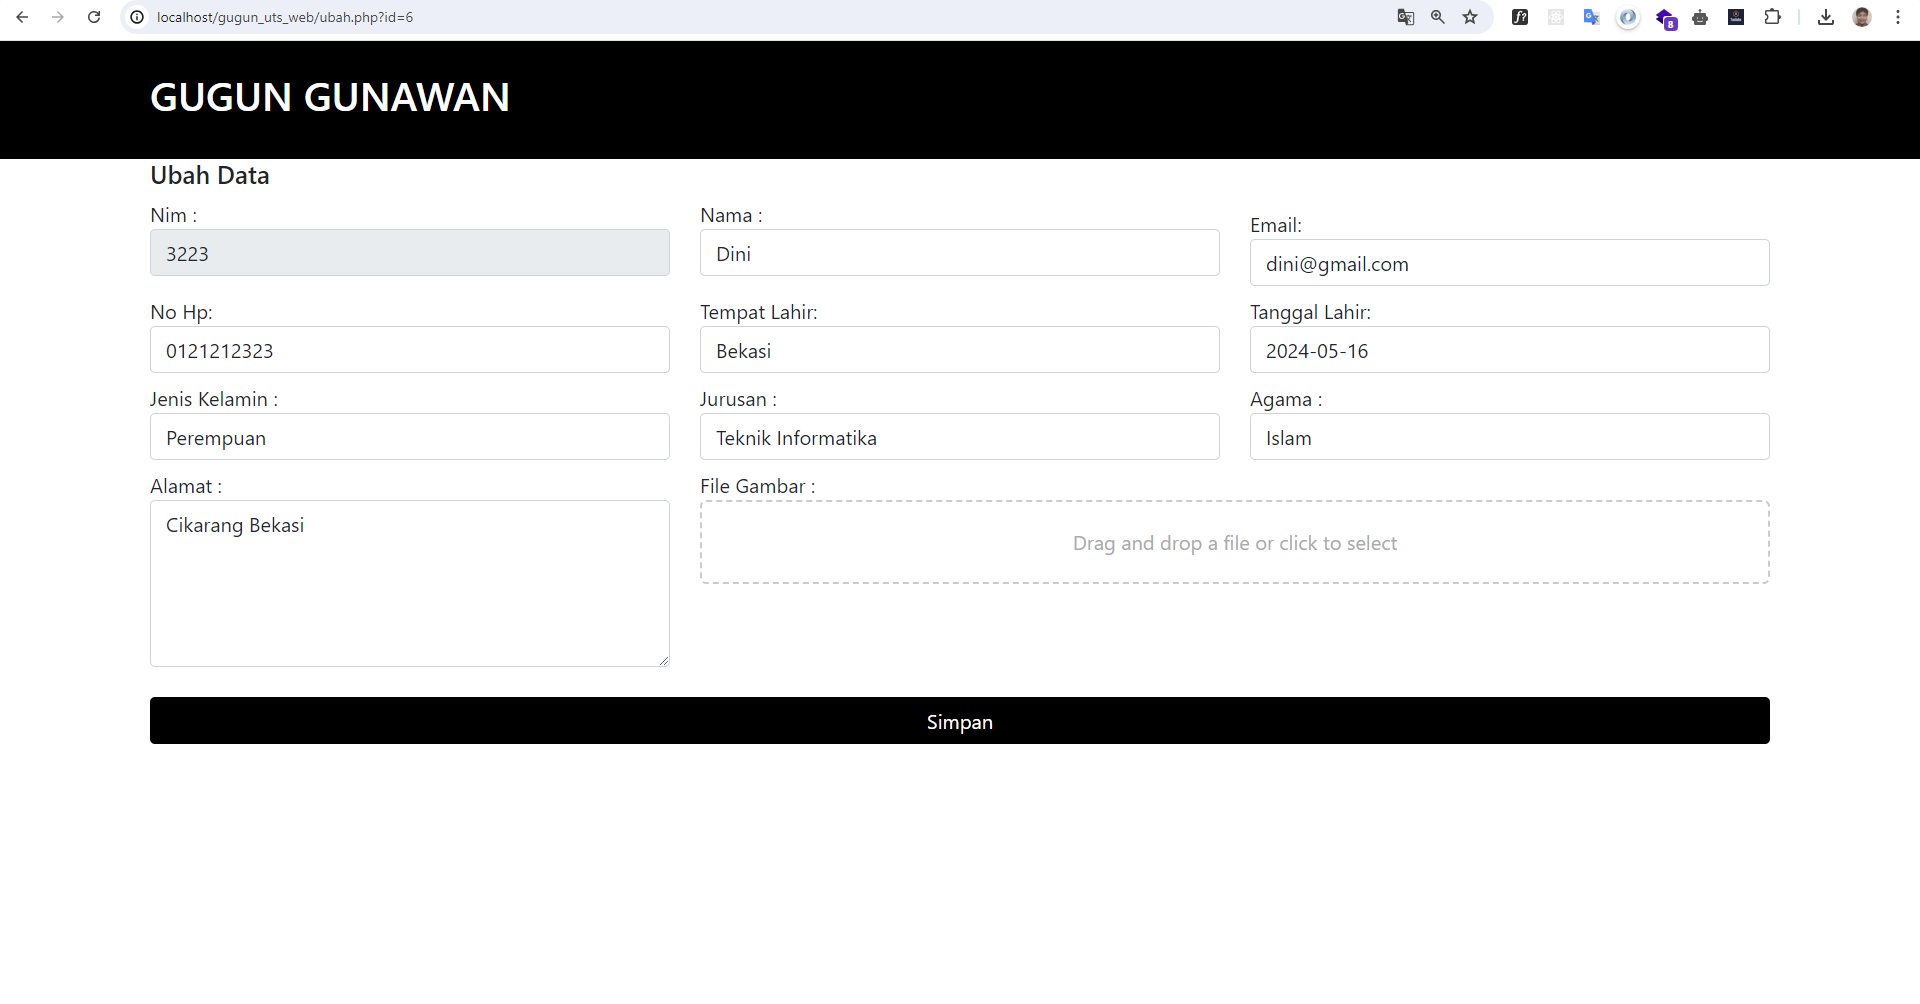 localhost/gugun_uts_web/ubah.php?id=6
8
GUGUN GUNAWAN
Ubah Data
Nim :
3223
Nama :
Dini
Email:
dini@gmail.com
No Hp:
0121212323
Tempat Lahir:
Bekasi
Tanggal Lahir:
2024-05-16
Jenis Kelamin :
Perempuan
Jurusan :
Teknik Informatika
Agama :
Islam
Alamat :
Cikarang Bekasi
File Gambar :
Drag and drop a file or click to select
Simpan